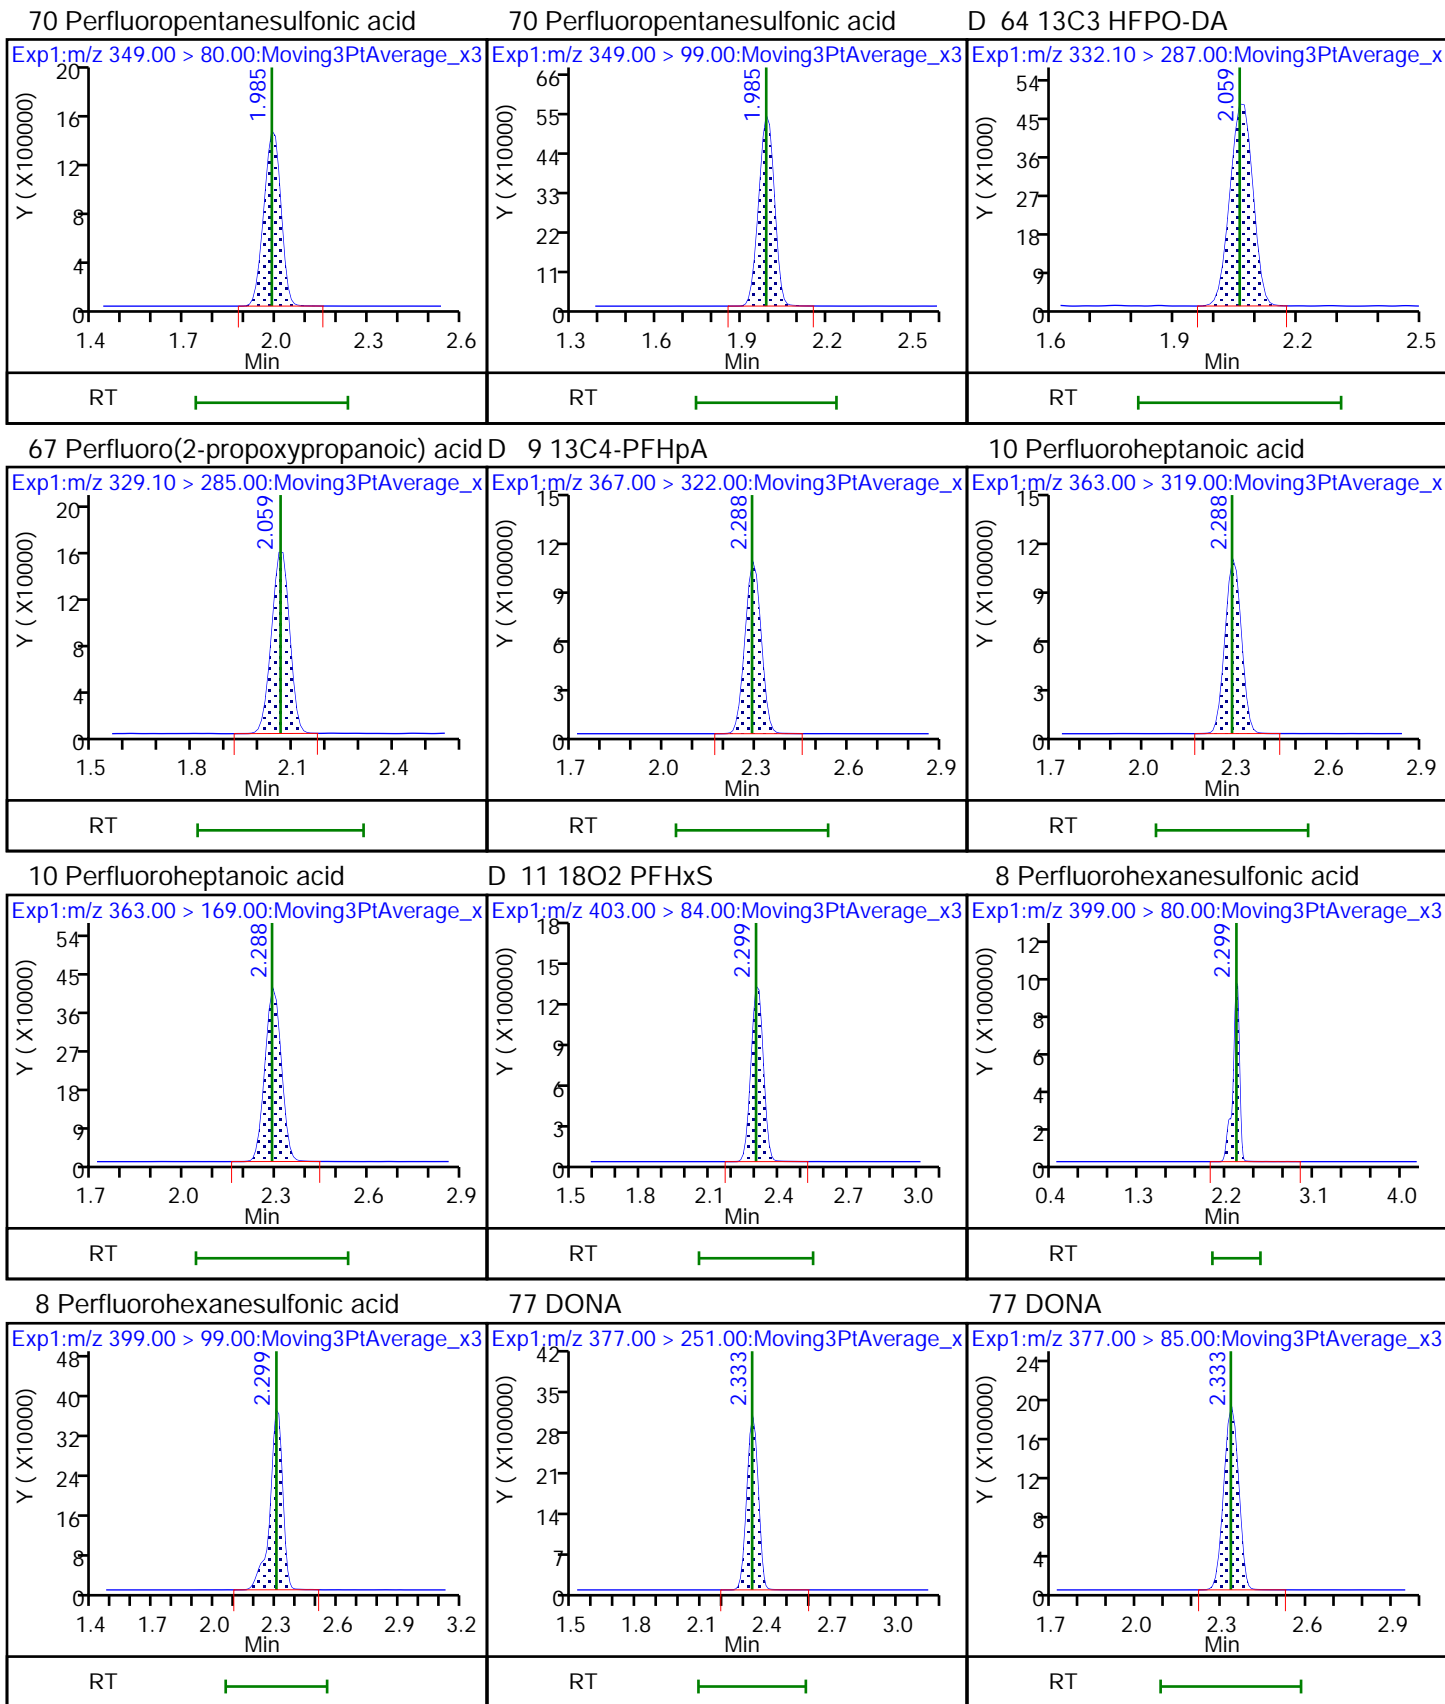 70 Perfluoropentanesulfonic acid
Exp1:m/z 349.00 > 80.00:Moving3PtAverage_x3
Y ( X100000)
20
16
12
8
4
0
1.985
1.4 1.7 2.0 2.3 2.6
Min
RT
70 Perfluoropentanesulfonic acid
Exp1:m/z 349.00 > 99.00:Moving3PtAverage_x3
Y ( X10000)
66
55
44
33
22
11
0
1.985
1.3 1.6 1.9 2.2 2.5
Min
RT
D 64 13C3 HFPO-DA
Exp1:m/z 332.10 > 287.00:Moving3PtAverage_x
Y ( X1000)
54
45
36
27
18
9
0
2.059
1.6 1.9 2.2 2.5
Min
RT
67 Perfluoro(2-propoxypropanoic) acid
Exp1:m/z 329.10 > 285.00:Moving3PtAverage_x
Y ( X10000)
20
16
12
8
4
0
2.059
1.5 1.8 2.1 2.4
Min
RT
D 9 13C4-PFHpA
Exp1:m/z 367.00 > 322.00:Moving3PtAverage_x
Y ( X100000)
15
12
9
6
3
0
2.288
1.7 2.0 2.3 2.6 2.9
Min
RT
10 Perfluoroheptanoic acid
Exp1:m/z 363.00 > 319.00:Moving3PtAverage_x
Y ( X100000)
15
12
9
6
3
0
2.288
1.7 2.0 2.3 2.6 2.9
Min
RT
10 Perfluoroheptanoic acid
Exp1:m/z 363.00 > 169.00:Moving3PtAverage_x
Y ( X10000)
54
45
36
27
18
9
0
2.288
1.7 2.0 2.3 2.6 2.9
Min
RT
D 11 18O2 PFHxS
Exp1:m/z 403.00 > 84.00:Moving3PtAverage_x3
Y ( X100000)
18
15
12
9
6
3
0
2.299
1.5 1.8 2.1 2.4 2.7 3.0
Min
RT
8 Perfluorohexanesulfonic acid
Exp1:m/z 399.00 > 80.00:Moving3PtAverage_x3
Y ( X100000)
12
10
8
6
4
2
0
2.299
0.4 1.3 2.2 3.1 4.0
Min
RT
8 Perfluorohexanesulfonic acid
Exp1:m/z 399.00 > 99.00:Moving3PtAverage_x3
Y ( X10000)
48
40
32
24
16
8
0
2.299
1.4 1.7 2.0 2.3 2.6 2.9 3.2
Min
RT
77 DONA
Exp1:m/z 377.00 > 251.00:Moving3PtAverage_x
Y ( X100000)
42
35
28
21
14
7
0
2.333
1.5 1.8 2.1 2.4 2.7 3.0
Min
RT
77 DONA
Exp1:m/z 377.00 > 85.00:Moving3PtAverage_x3
Y ( X100000)
24
20
16
12
8
4
0
2.333
1.7 2.0 2.3 2.6 2.9
Min
RT